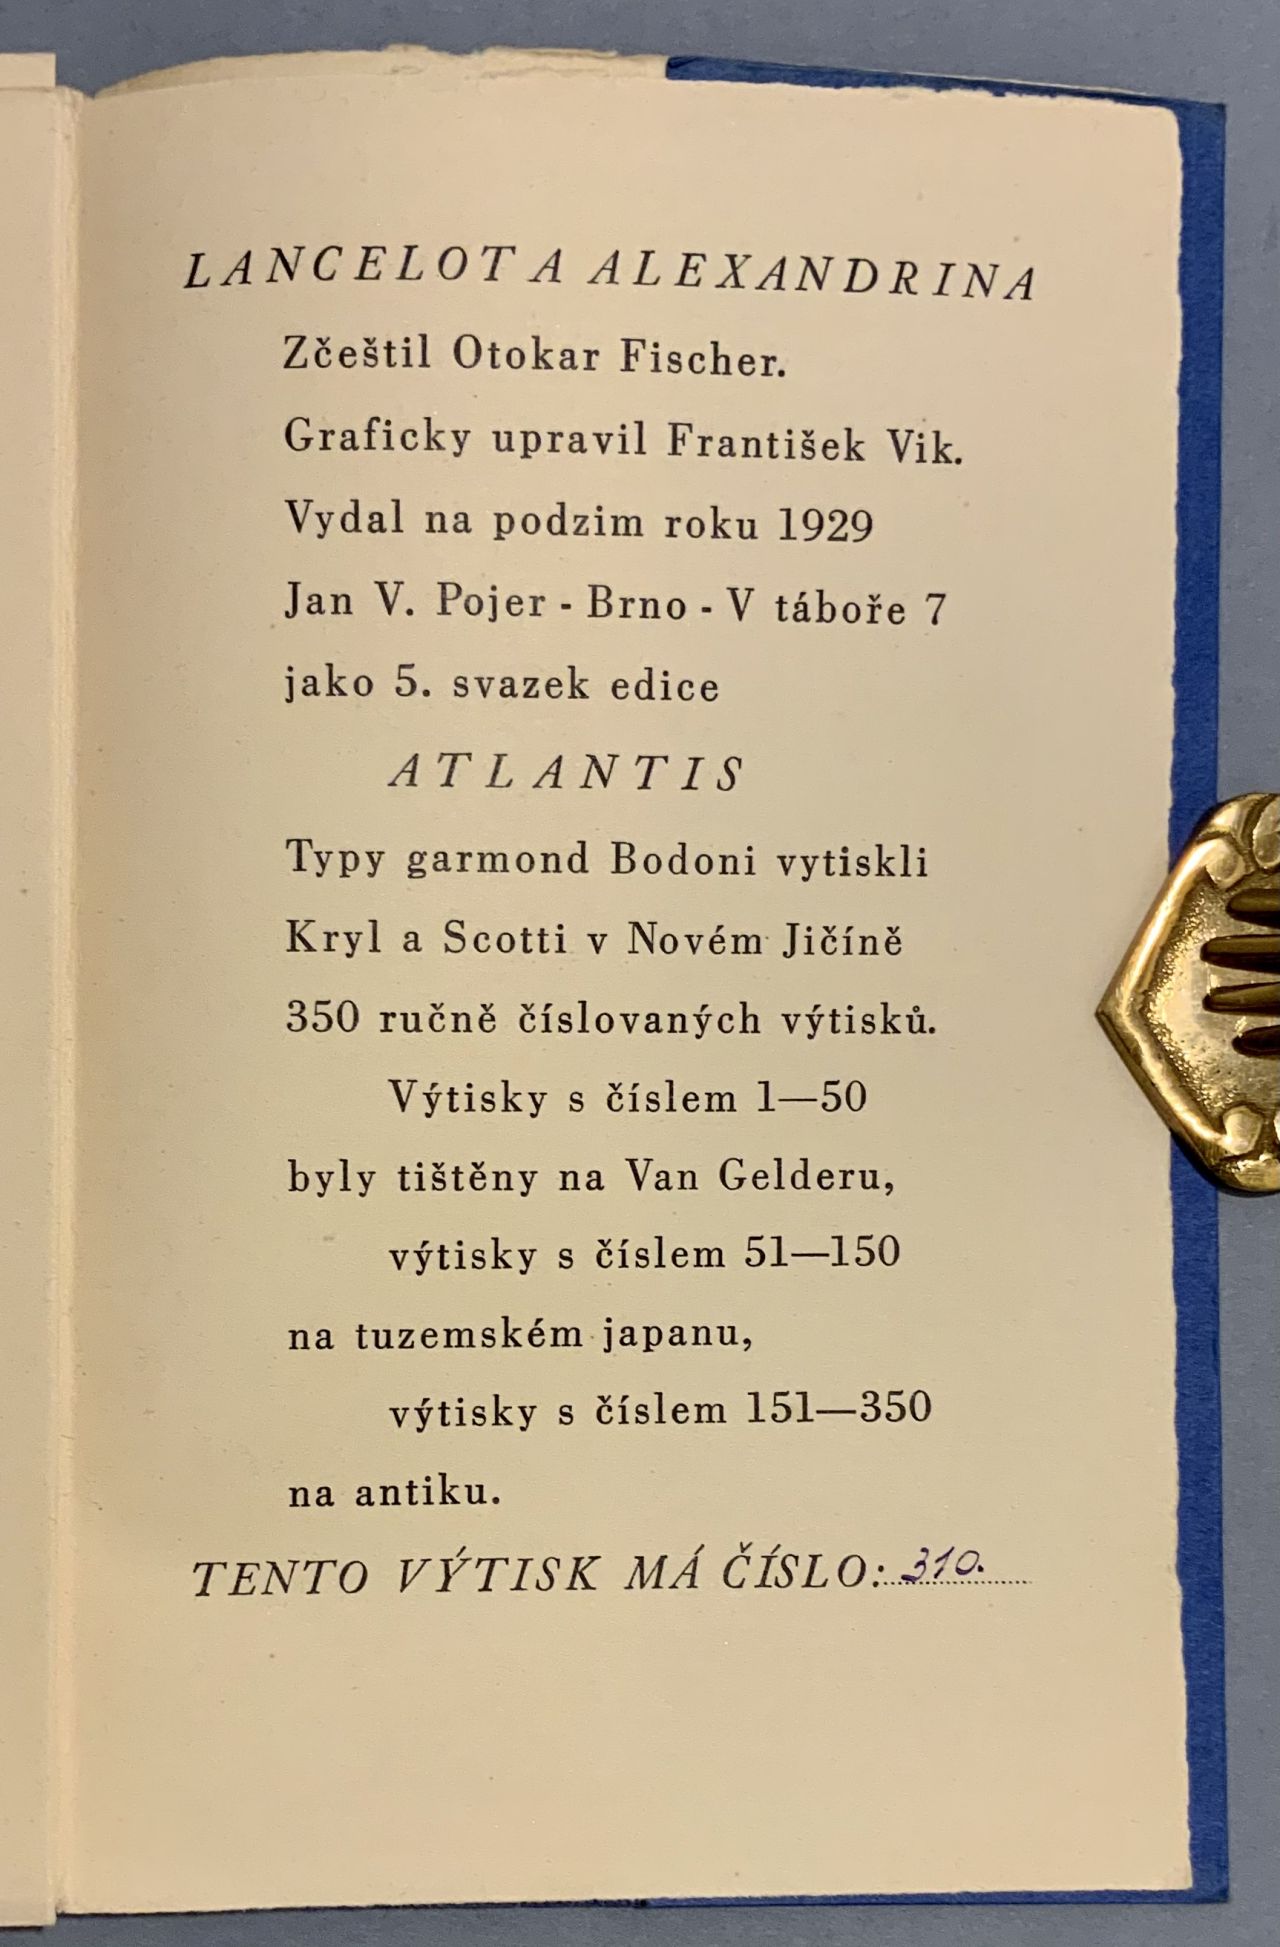 LANCELOT A ALEXANDRINA
Zčeštil Otokar Fischer.
Graficky upravil František Vik.
Vydal na podzim roku 1929
Jan V. Pojer - Brno - V táboře 7
jako 5. svazek edice
ATLANTIS
Typy garmond Bodoni vytiskli
Kryl a Scotti v Novém Jičíně
350 ručně číslovaných výtisků.
Výtisky s číslem 1—50
byly tištěny na Van Gelderu,
výtisky s číslem 51—150
na tuzemském japanu,
výtisky s číslem 151—350
na antiku.
TENTO VÝTISK MÁ ČÍSLO: 310.